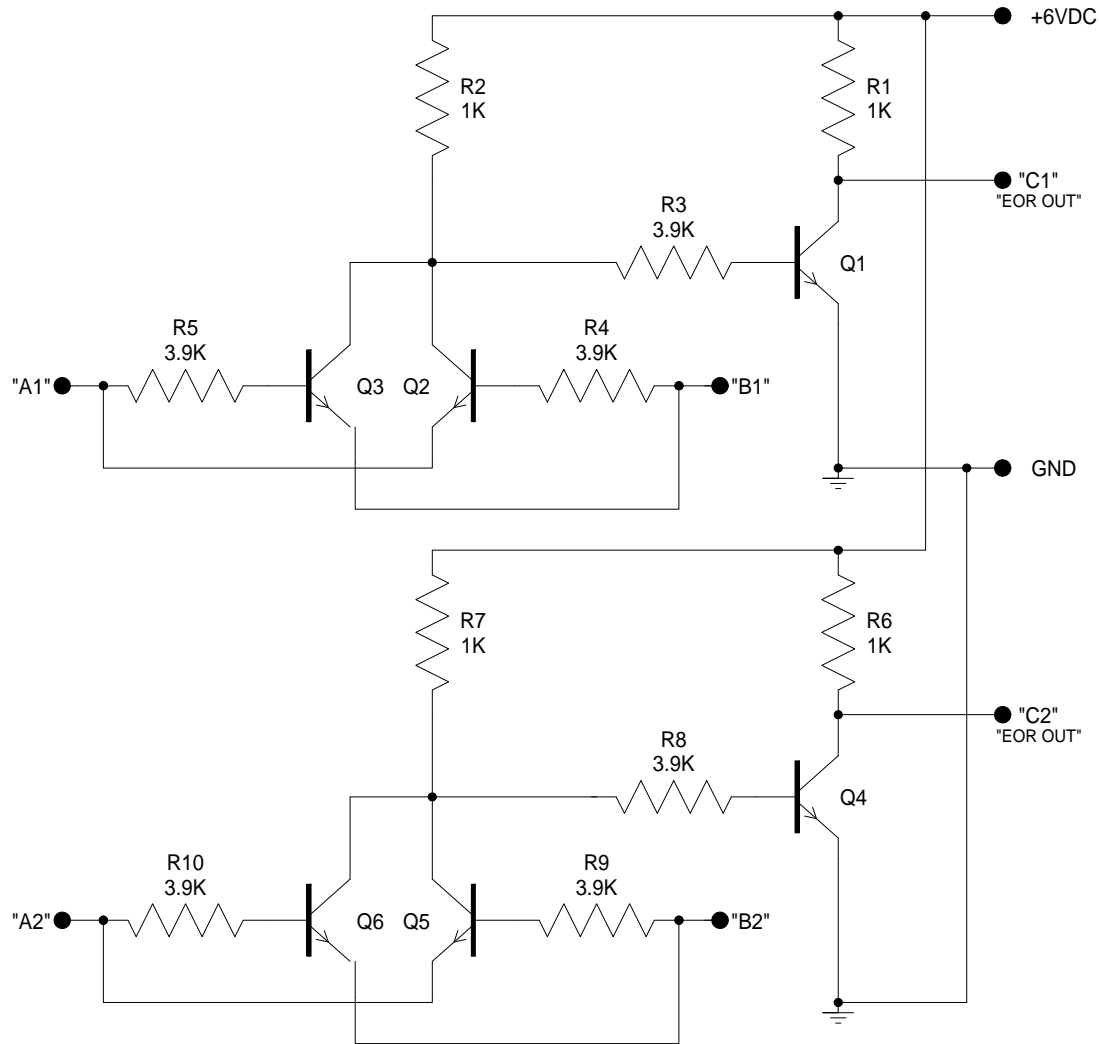 +6VDC
R2
1K
R1
1K
"C1"
"EOR OUT"
R3
3.9K
Q1
R5
3.9K
R4
3.9K
"A1"
Q3
Q2
"B1"
GND
R7
1K
R6
1K
"C2"
"EOR OUT"
R8
3.9K
Q4
R10
3.9K
R9
3.9K
"A2"
Q6
Q5
"B2"